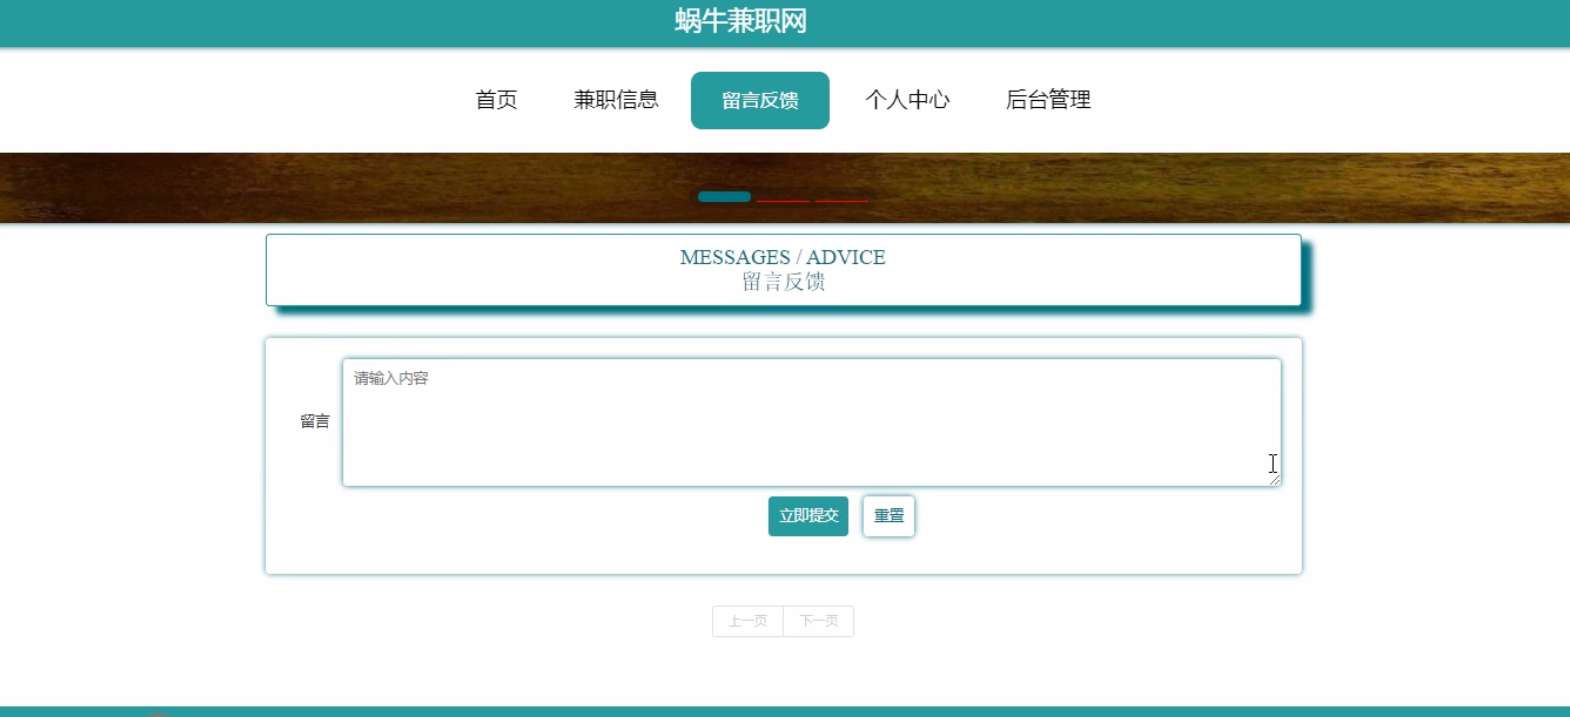 蜗牛兼职网
首页 兼职信息 留言反馈 个人中心 后台管理
MESSAGES / ADVICE
留言反馈
请输入内容
留言
立即提交 重置
上一页 下一页